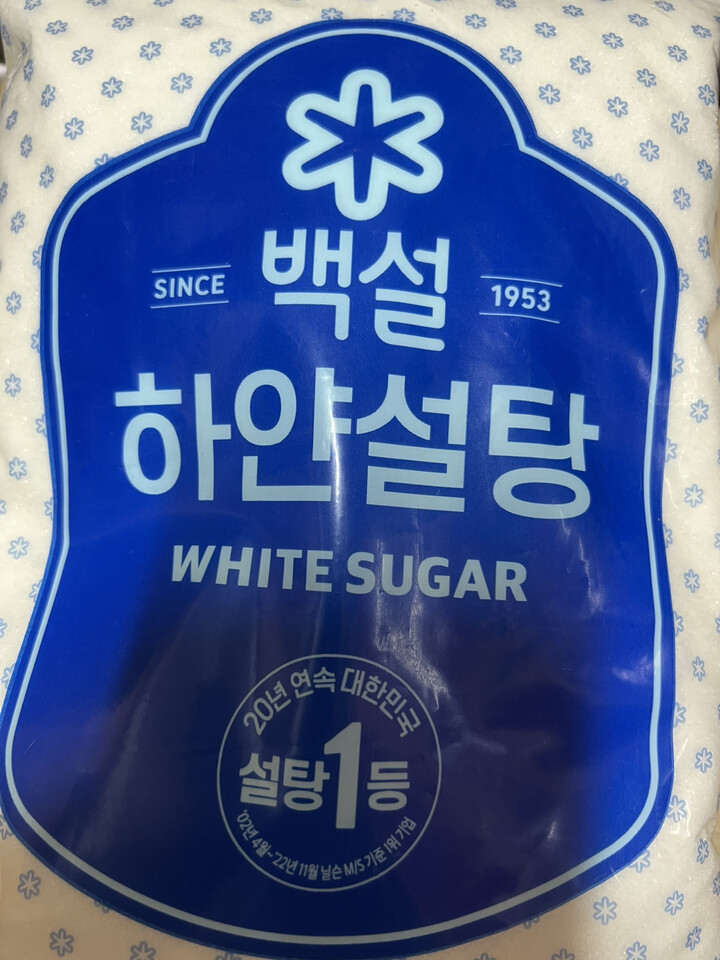 백설
SINCE 1953
하얀설탕
WHITE SUGAR
20년 연속 대한민국
설탕1등
'02년 4월~'22년 11월 닐슨 M/S기준 1위 기업